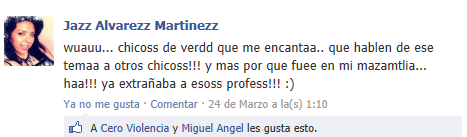 Jazz Alvarezz Martinezz
wuauu... chicoss de verdd que me encantaa.. que hablen de ese
temaa a otros chicoss!!! y mas por que fuee en mi mazamtlia...
haa!!! ya extrañaba a esoss profess!!! :)
Ya no me gusta · Comentar · 24 de Marzo a la(s) 1:10
A Cero Violencia y Miguel Angel les gusta esto.